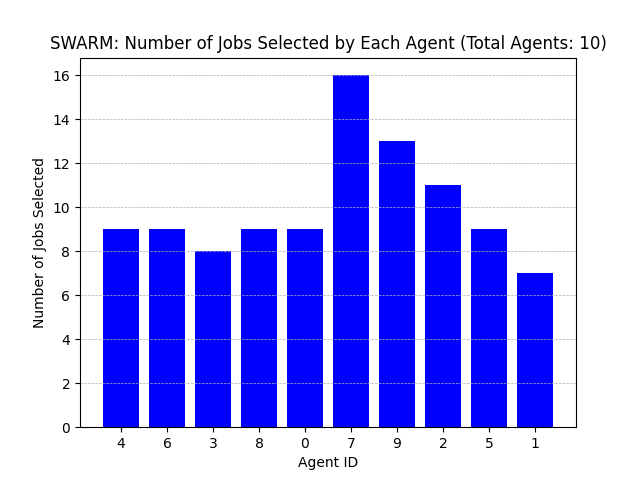 SWARM: Number of Jobs Selected by Each Agent (Total Agents: 10)
16
14
12
10
8
6
4
2
0
Number of Jobs Selected
4 6 3 8 0 7 9 2 5 1
Agent ID